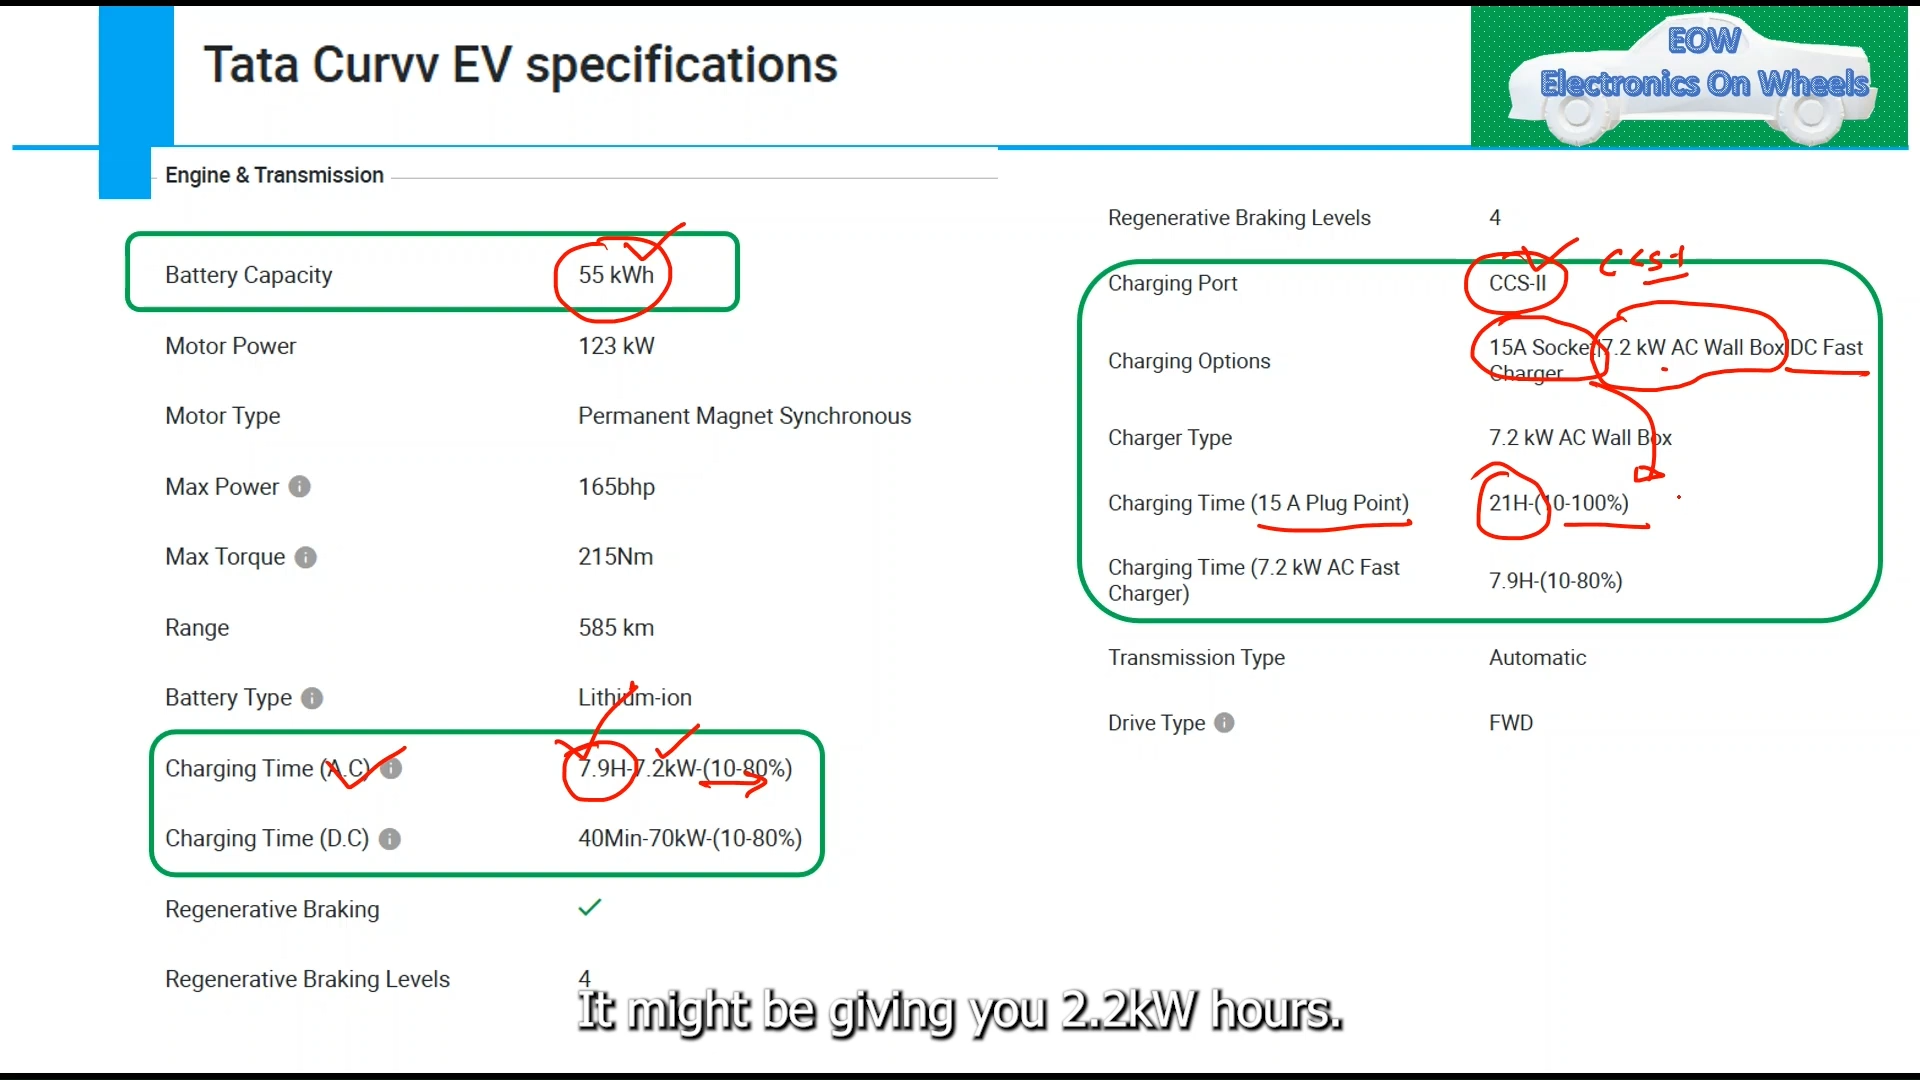 Tata Curvv EV specifications
EOW
Electronics On Wheels
Engine & Transmission
Battery Capacity 55 kWh
Motor Power 123 kW
Motor Type Permanent Magnet Synchronous
Max Power 165bhp
Max Torque 215Nm
Range 585 km
Battery Type Lithium-ion
Charging Time (A.C) 7.9H-7.2kW-(10-80%)
Charging Time (D.C) 40Min-70kW-(10-80%)
Regenerative Braking
Regenerative Braking Levels 4
Regenerative Braking Levels 4
Charging Port CCS-II CCS-1
Charging Options 15A Socket|7.2 kW AC Wall Box|DC Fast
Charger
Charger Type 7.2 kW AC Wall Box
Charging Time (15 A Plug Point) 21H-(10-100%)
Charging Time (7.2 kW AC Fast
Charger) 7.9H-(10-80%)
Transmission Type Automatic
Drive Type FWD
It might be giving you 2.2kW hours.